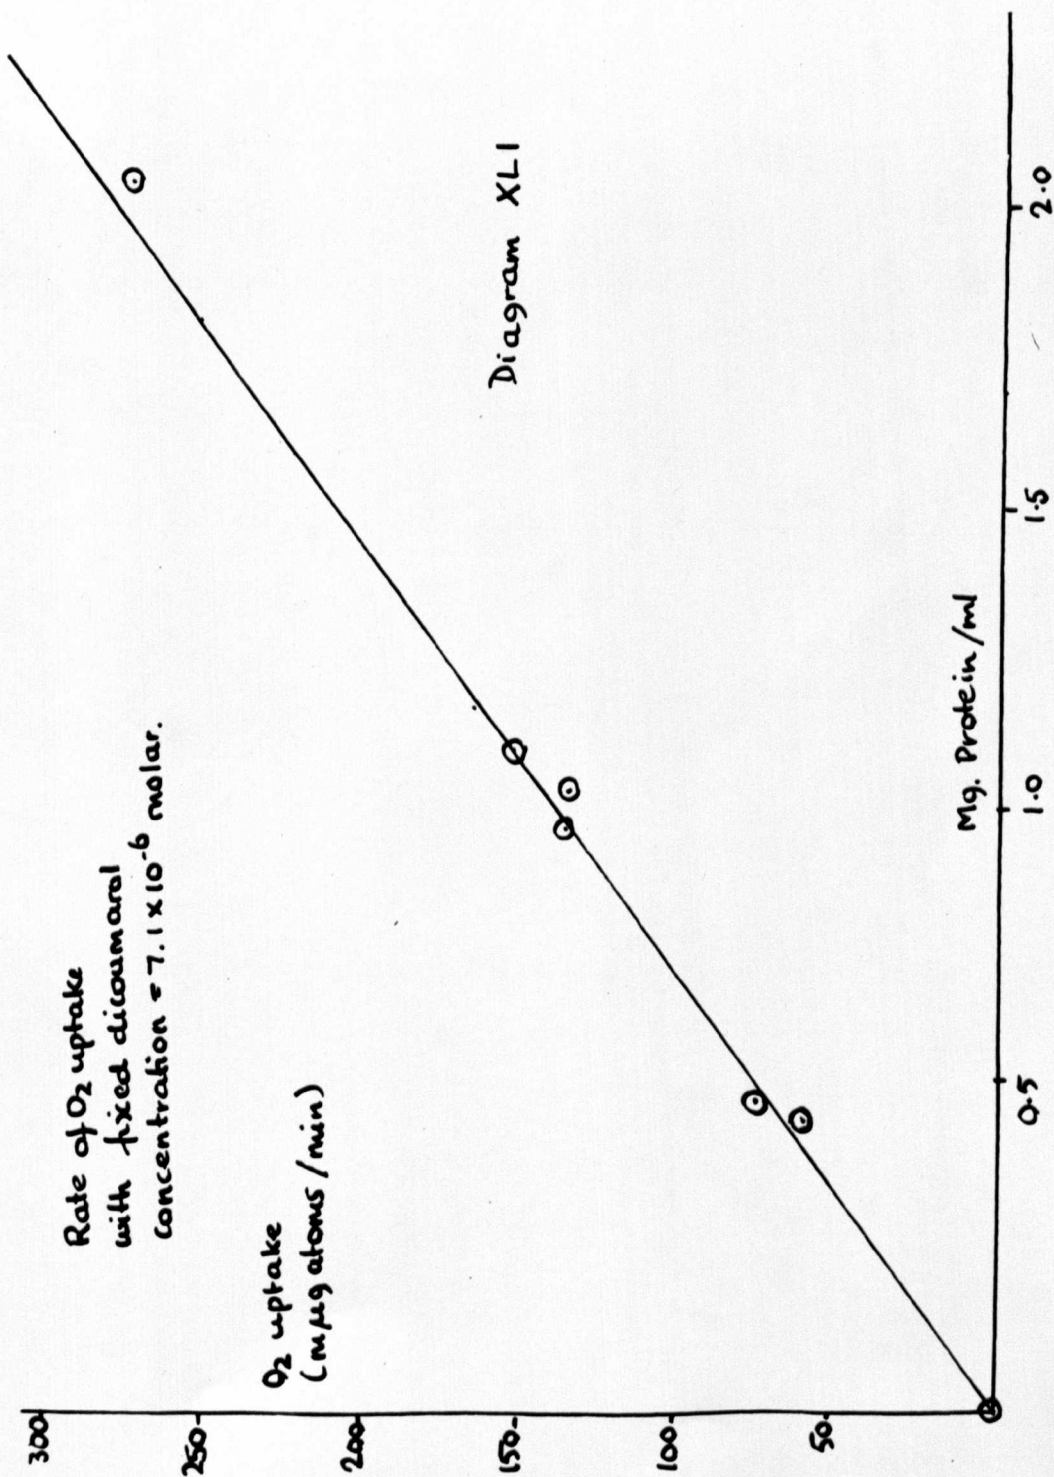 Rate of O2 uptake
with fixed dicoumarol
concentration = 7.1 x 10-6 molar.
O2 uptake
(mμg atoms/min)
Diagram XLI
300
250
200
150
100
50
0.5
1.0
1.5
2.0
Mg. Protein/ml